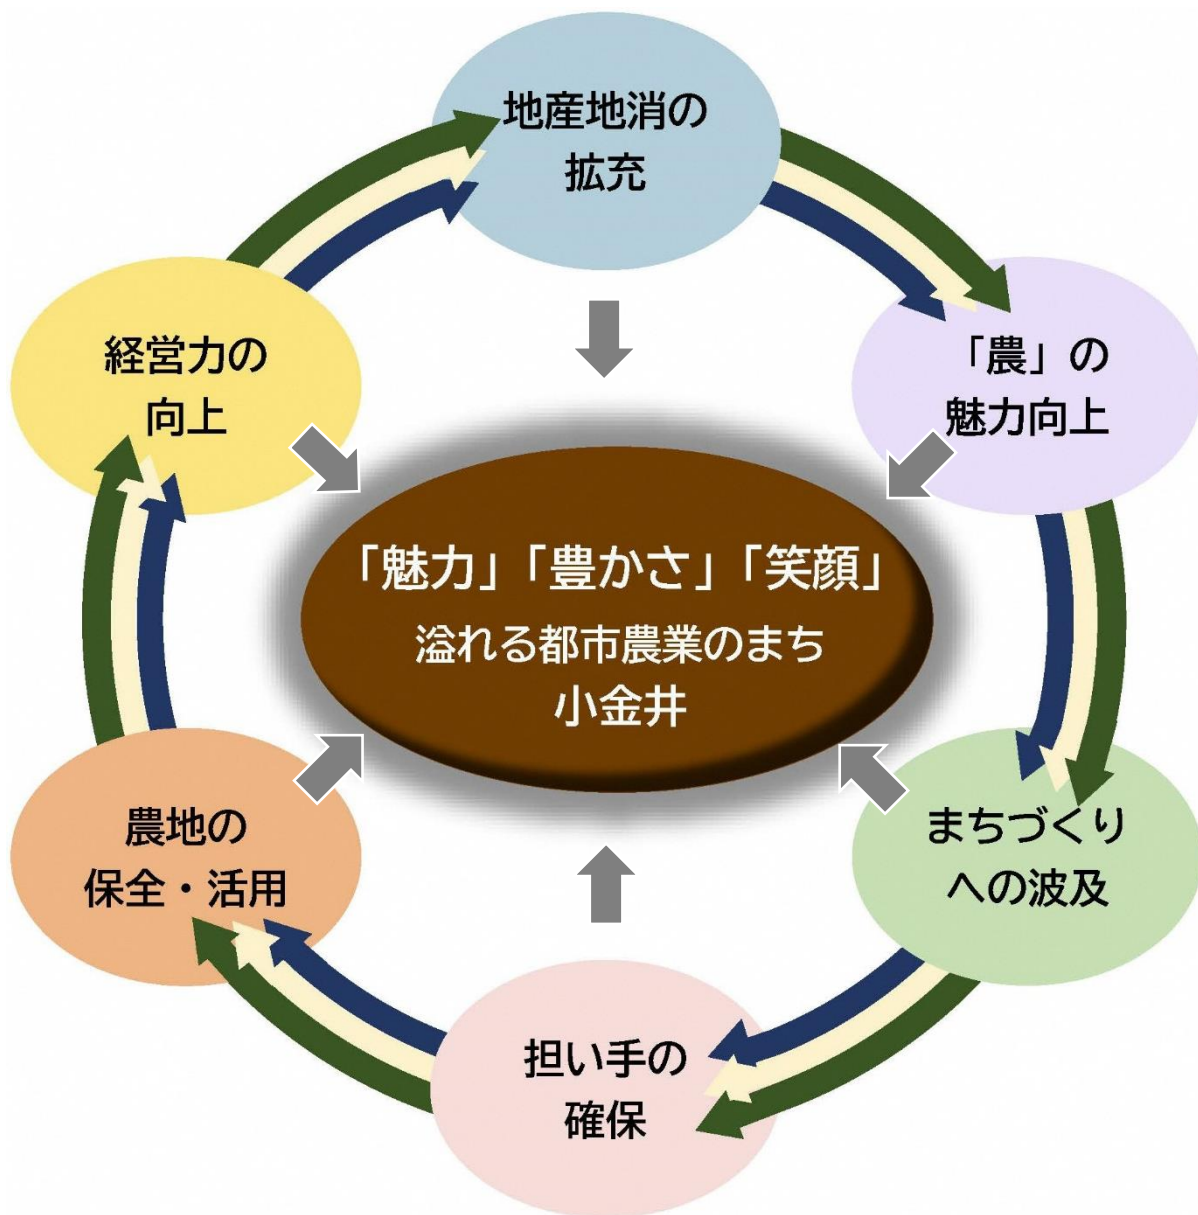 地産地消の
拡充
「農」の
魅力向上
まちづくり
への波及
担い手の
確保
農地の
保全・活用
経営力の
向上
「魅力」「豊かさ」「笑顔」
溢れる都市農業のまち
小金井